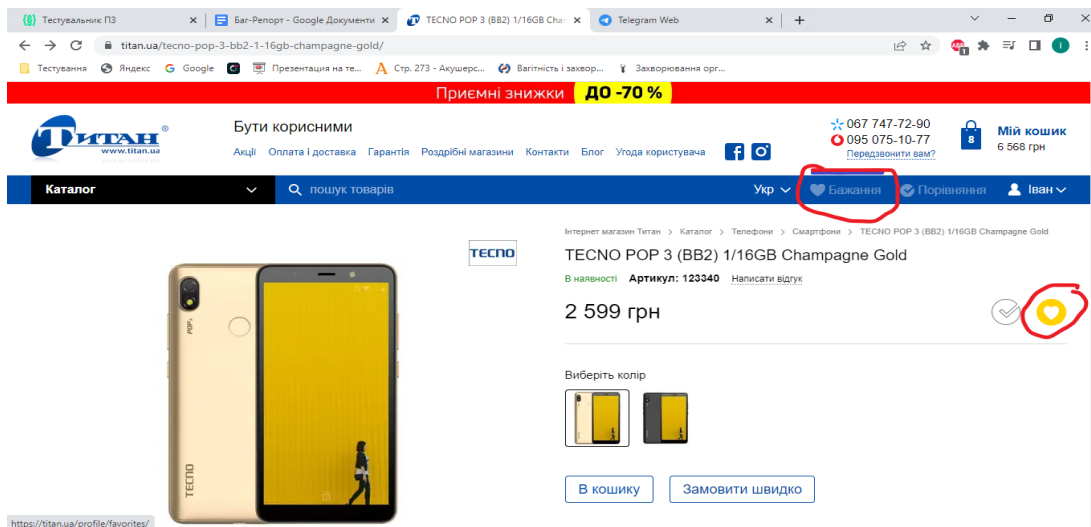 Тестувальник ПЗ
Баг-Репорт - Google Документи
TECNO POP 3 (BB2) 1/16GB Cha
Telegram Web
titan.ua/tecno-pop-3-bb2-1-16gb-champagne-gold/
Тестування Яндекс Google Презентация на те... Стр. 273 - Акушерс... Вагітність і захвор... Захворювання орг...
Приємні знижки ДО -70 %
ТИТАН ®
www.titan.ua
Бути корисними
Акції Оплата і доставка Гарантія Роздрібні магазини Контакти Блог Угода користувача
067 747-72-90
095 075-10-77
Передзвонити вам?
8
Мій кошик
6 568 грн
Каталог
пошук товарів
Укр
Бажання
Порівняння
Іван
Інтернет магазин Титан > Каталог > Телефони > Смартфони > TECNO POP 3 (BB2) 1/16GB Champagne Gold
TECNO
TECNO POP 3 (BB2) 1/16GB Champagne Gold
В наявності Артикул: 123340 Написати відгук
2 599 грн
Виберіть колір
POP 3
TECNO
В кошику
Замовити швидко
https://titan.ua/profile/favorites/